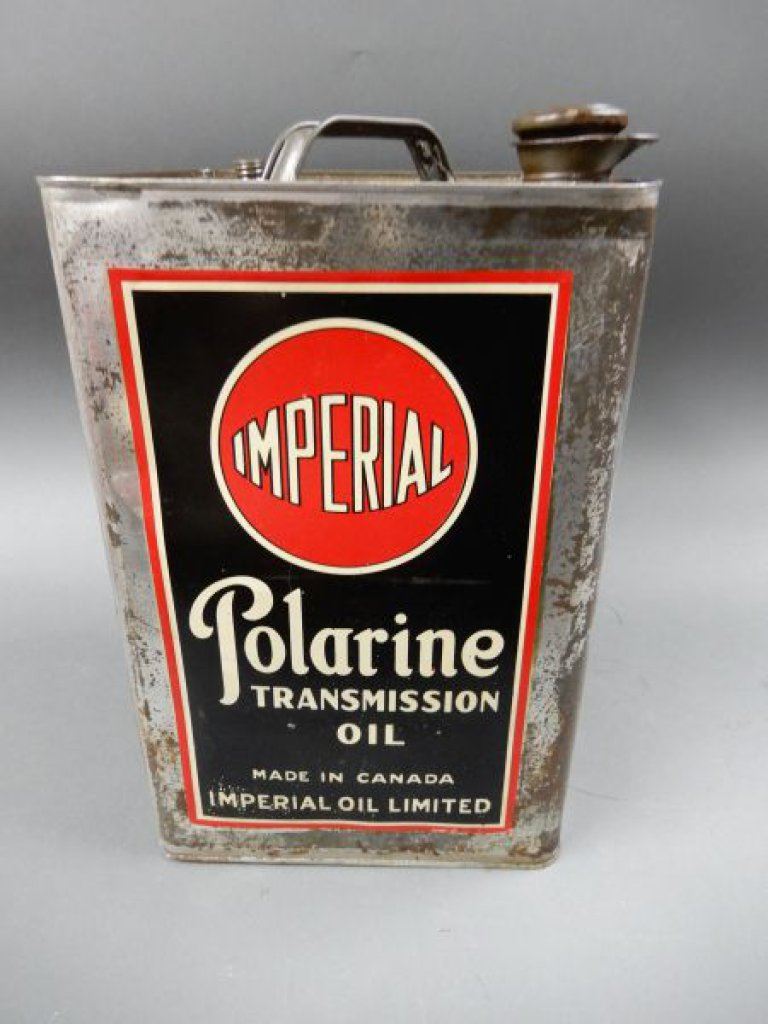 IMPERIAL
Polarine
TRANSMISSION
OIL
MADE IN CANADA
IMPERIAL OIL LIMITED